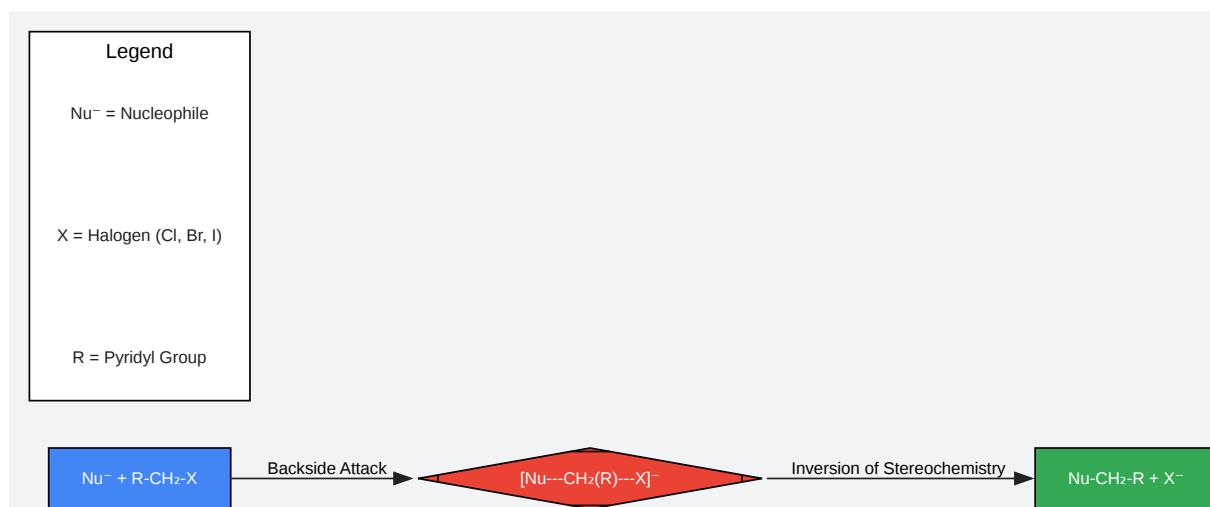 Legend
Nu⁻ = Nucleophile
X = Halogen (Cl, Br, I)
R = Pyridyl Group
Nu⁻ + R-CH₂-X
Backside Attack
[Nu---CH₂(R)---X]⁻
Inversion of Stereochemistry
Nu-CH₂-R + X⁻